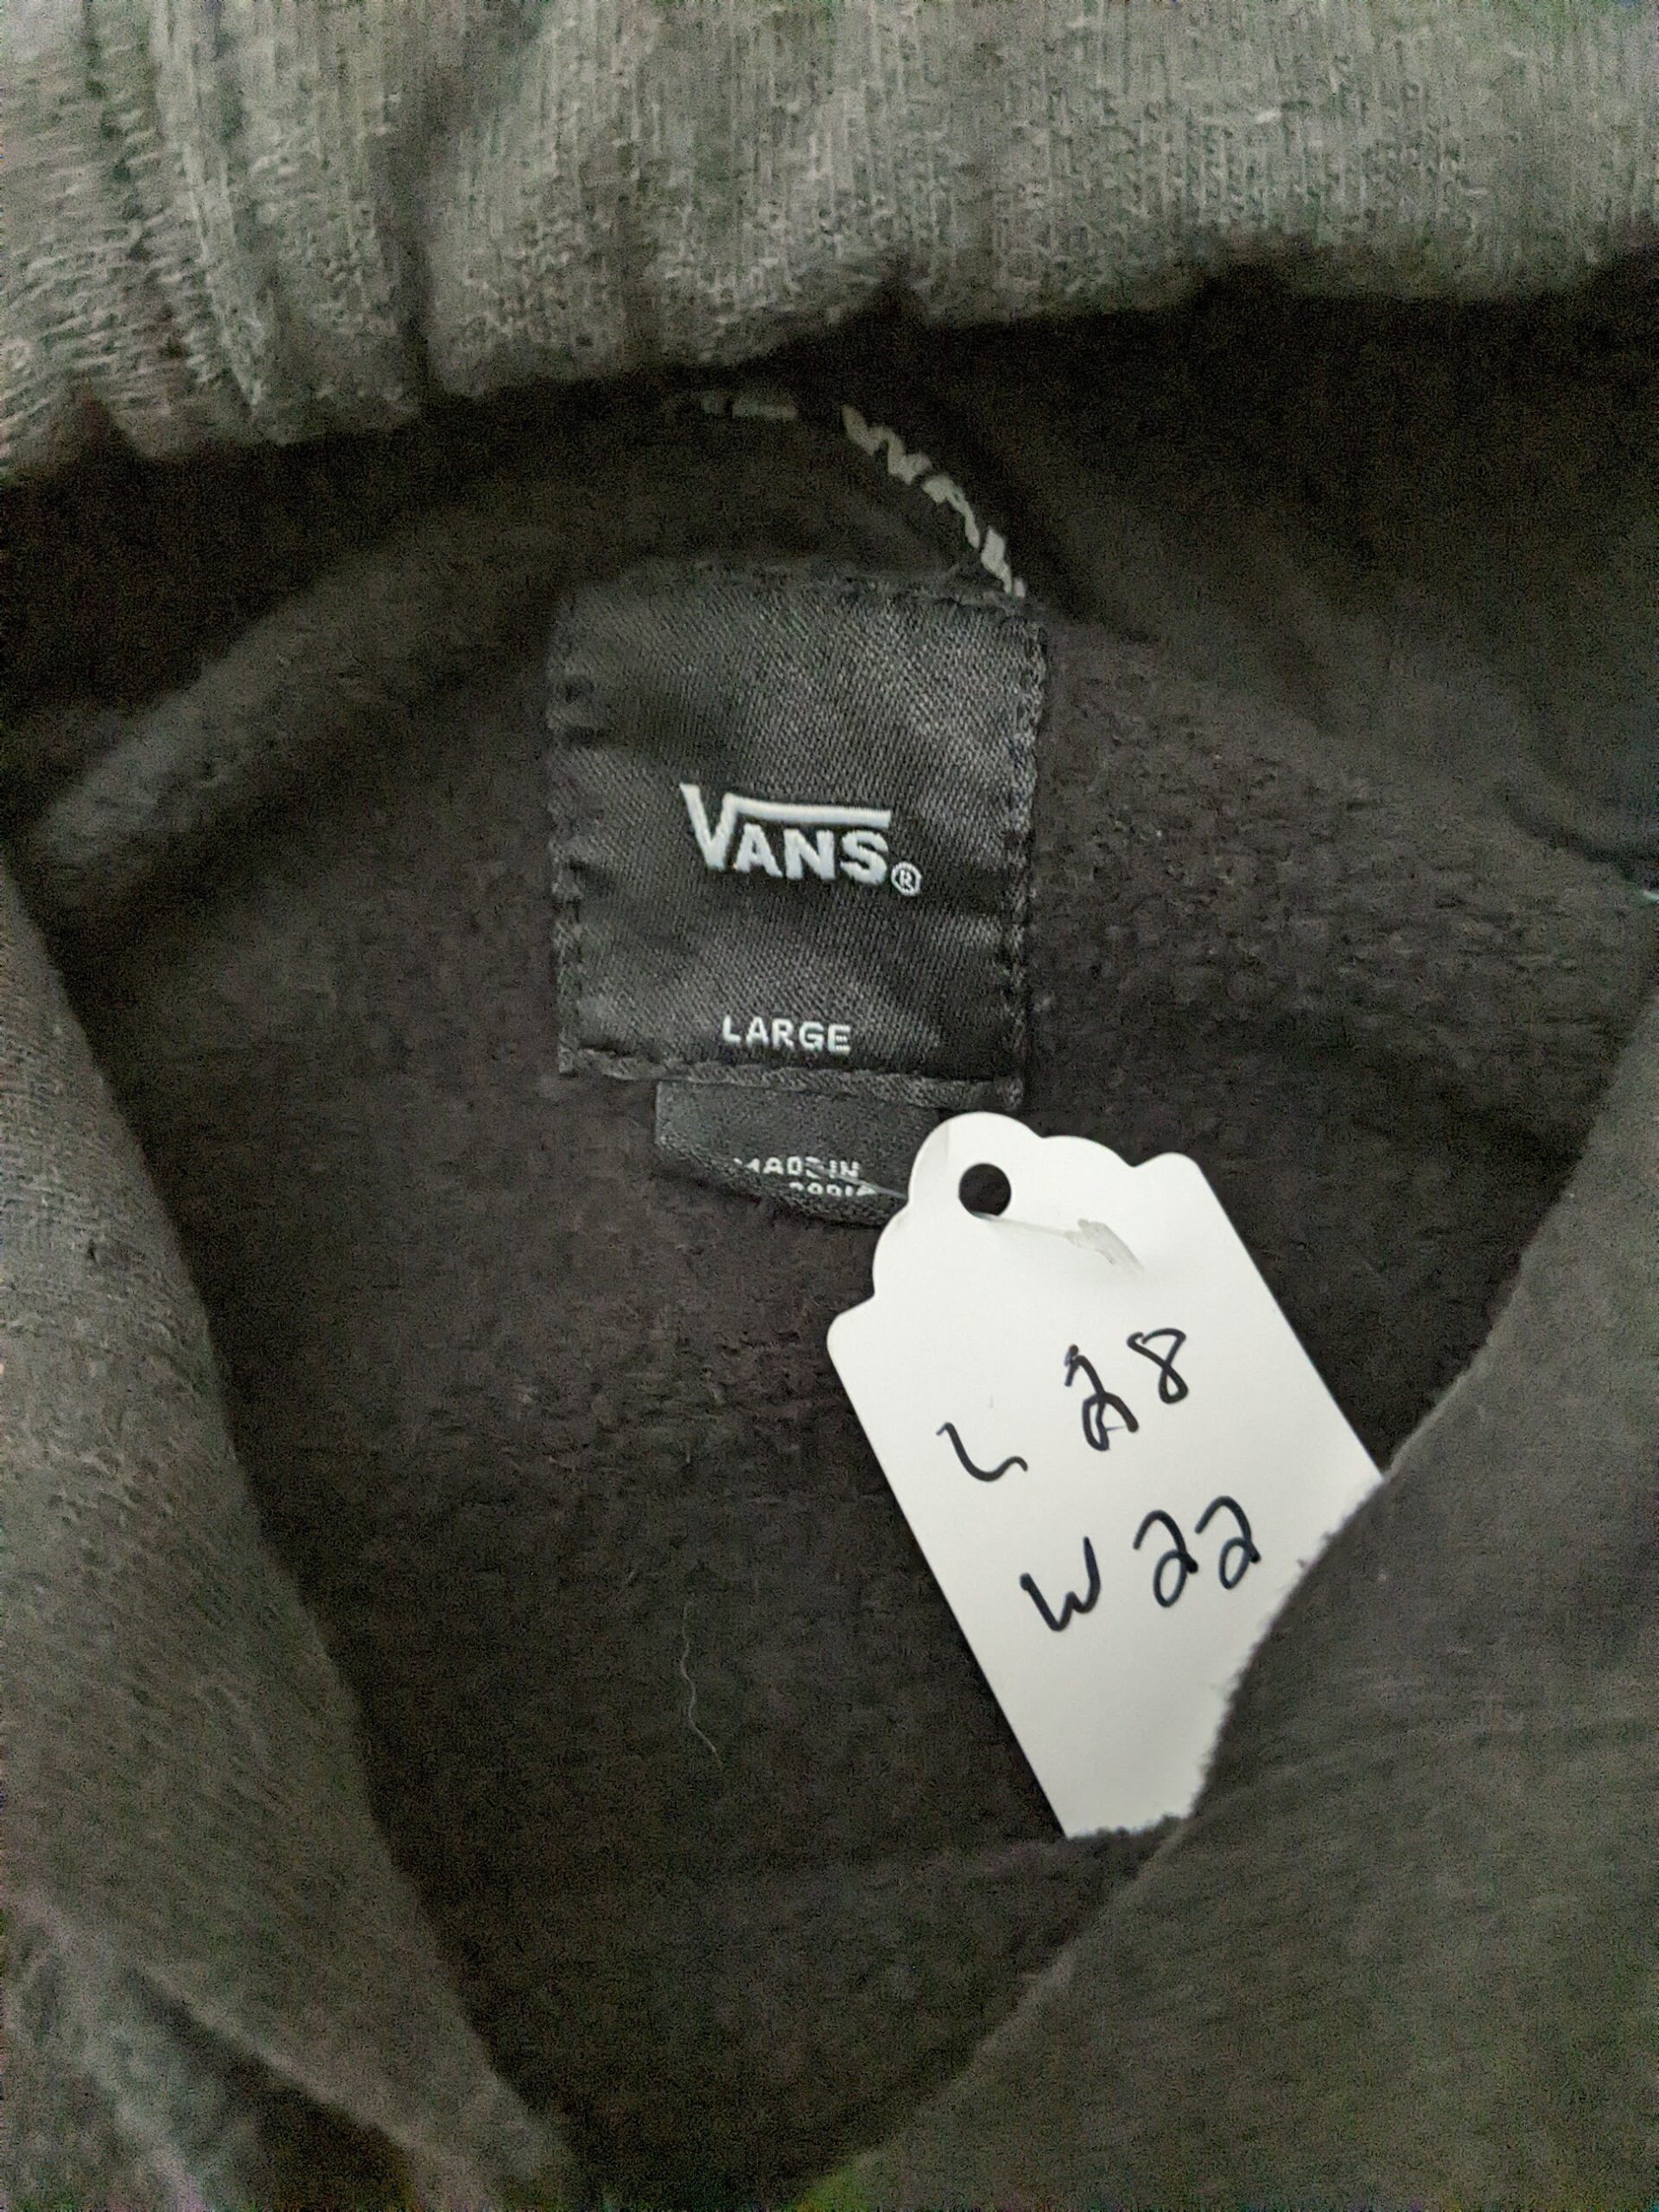 VANS®
LARGE
MADE IN
L 28
W 22